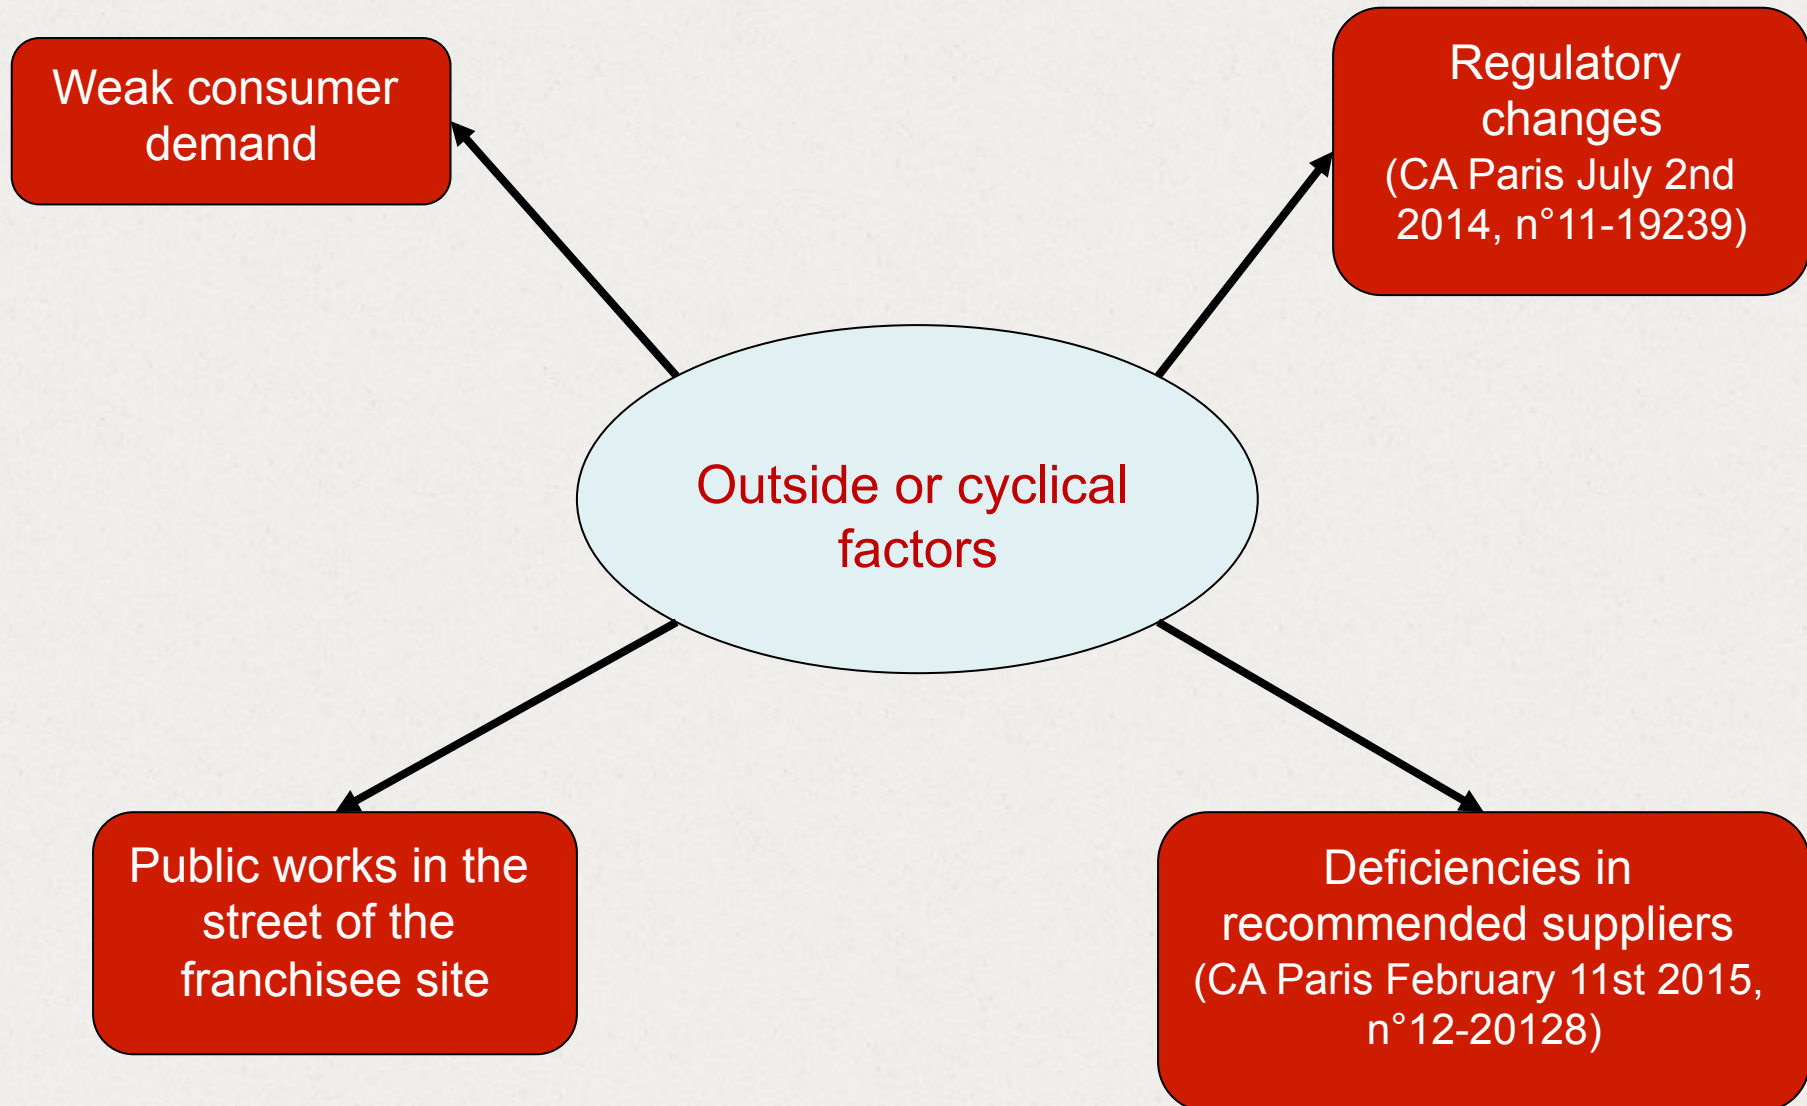 Weak consumer
demand
Regulatory
changes
(CA Paris July 2nd
2014, n°11-19239)
Outside or cyclical
factors
Public works in the
street of the
franchisee site
Deficiencies in
recommended suppliers
(CA Paris February 11st 2015,
n°12-20128)